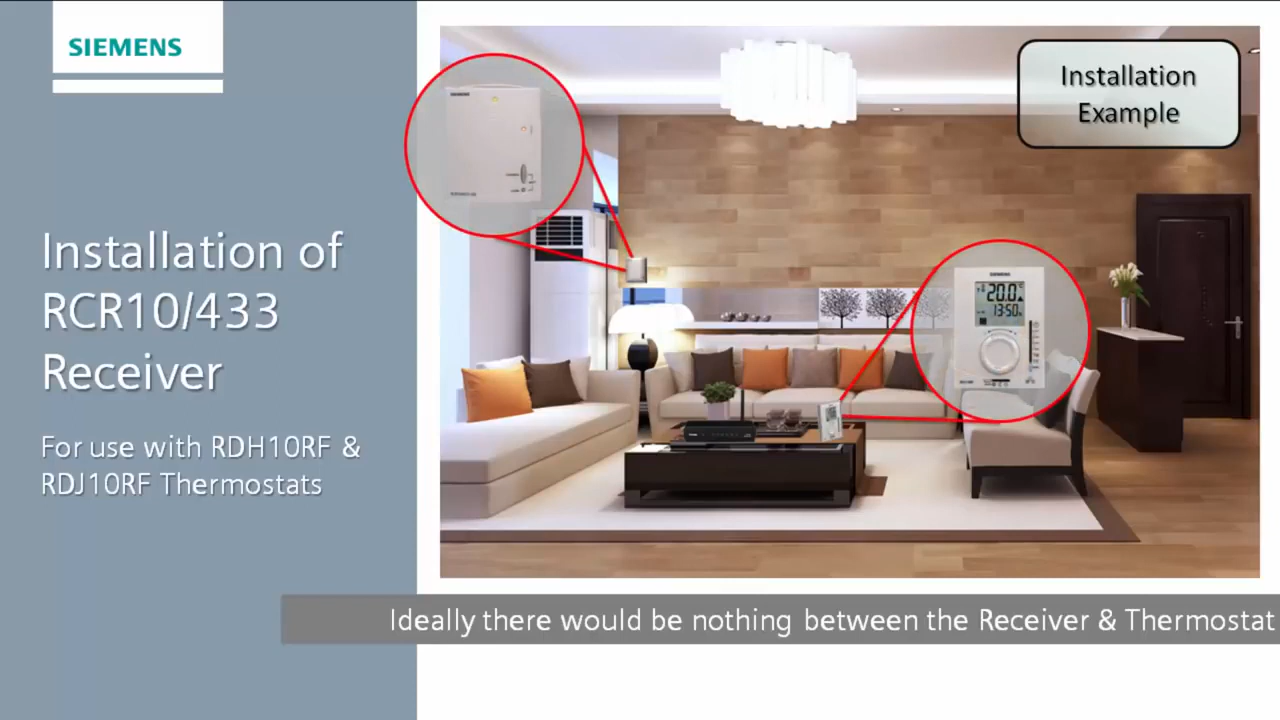 SIEMENS
Installation of
RCR10/433
Receiver
For use with RDH10RF &
RDJ10RF Thermostats
Installation
Example
SIEMENS
SIEMENS
20.0
13:50
Ideally there would be nothing between the Receiver & Thermostat